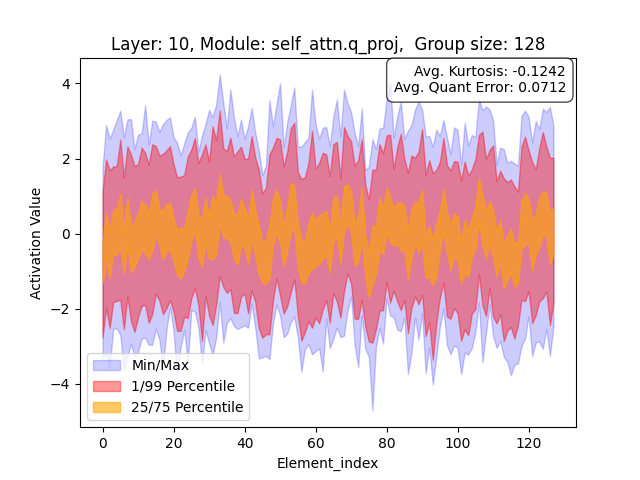 Layer: 10, Module: self_attn.q_proj,  Group size: 128
Avg. Kurtosis: -0.1242
Avg. Quant Error: 0.0712
Activation Value
4
2
0
−2
−4
Min/Max
1/99 Percentile
25/75 Percentile
0 20 40 60 80 100 120
Element_index